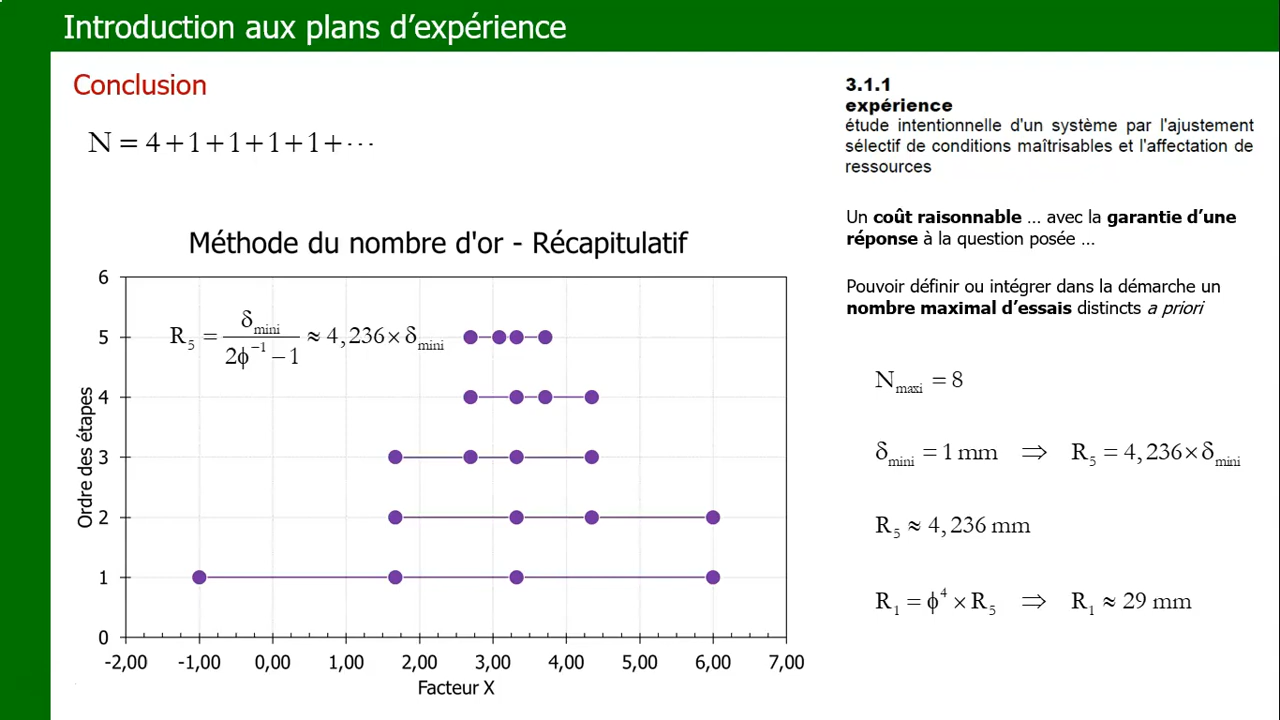 Introduction aux plans d’expérience
Conclusion
N = 4+1+1+1+1+⋯
Méthode du nombre d'or - Récapitulatif
R₅ = δmini / (2ϕ⁻¹ − 1) ≈ 4,236×δmini
Ordre des étapes
6
5
4
3
2
1
0
-2,00 -1,00 0,00 1,00 2,00 3,00 4,00 5,00 6,00 7,00
Facteur X
3.1.1
expérience
étude intentionnelle d'un système par l'ajustement
sélectif de conditions maîtrisables et l'affectation de
ressources
Un coût raisonnable ... avec la garantie d’une
réponse à la question posée ...
Pouvoir définir ou intégrer dans la démarche un
nombre maximal d’essais distincts a priori
Nmaxi = 8
δmini = 1 mm ⇒ R₅ = 4,236×δmini
R₅ ≈ 4,236 mm
R₁ = ϕ⁴ × R₅ ⇒ R₁ ≈ 29 mm